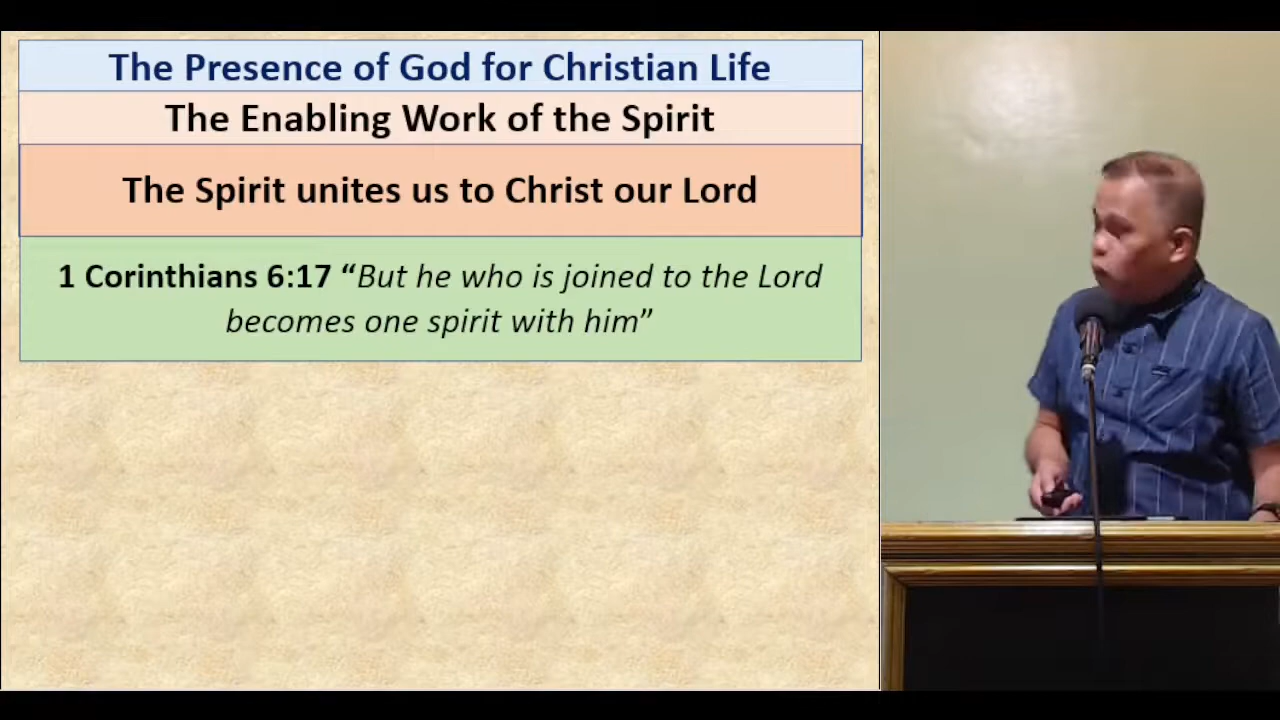 The Presence of God for Christian Life
The Enabling Work of the Spirit
The Spirit unites us to Christ our Lord
1 Corinthians 6:17 “But he who is joined to the Lord
becomes one spirit with him”